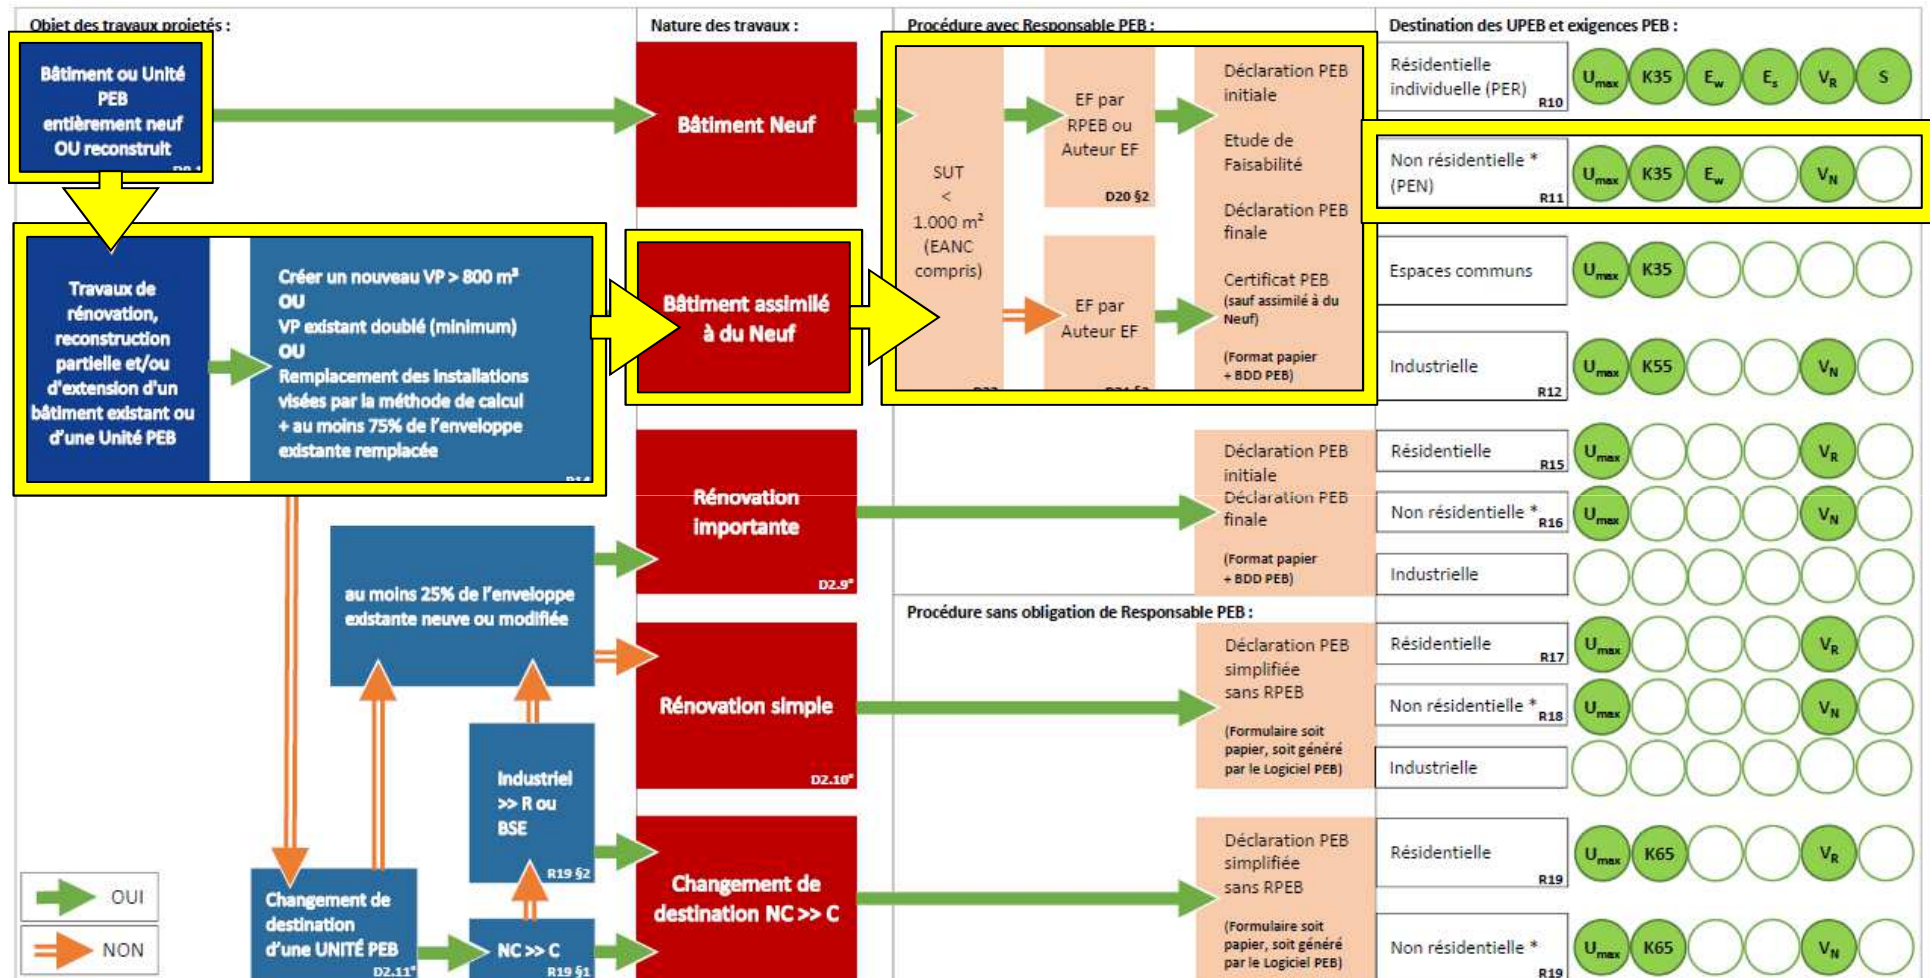 Objet des travaux projetés :
Bâtiment ou Unité
PEB
entièrement neuf
OU reconstruit
Travaux de
rénovation,
reconstruction
partielle et/ou
d'extension d'un
bâtiment existant ou
d'une Unité PEB
Créer un nouveau VP > 800 m³
OU
VP existant doublé (minimum)
OU
Remplacement des installations
visées par la méthode de calcul
+ au moins 75% de l'enveloppe
existante remplacée
au moins 25% de l'enveloppe
existante neuve ou modifiée
Industriel
>> R ou
BSE
R19 §2
Changement de
destination
d'une UNITÉ PEB
D2.11°
NC >> C
R19 §1
OUI
NON
Nature des travaux :
Bâtiment Neuf
Bâtiment assimilé
à du Neuf
Rénovation
importante
D2.9°
Rénovation simple
D2.10°
Changement de
destination NC >> C
Procédure avec Responsable PEB :
SUT
<
1.000 m²
(EANC
compris)
EF par
RPEB ou
Auteur EF
D20 §2
EF par
Auteur EF
Déclaration PEB
initiale
Etude de
Faisabilité
Déclaration PEB
finale
Certificat PEB
(sauf assimilé à du
Neuf)
(Format papier
+ BDD PEB)
Déclaration PEB
initiale
Déclaration PEB
finale
(Format papier
+ BDD PEB)
Procédure sans obligation de Responsable PEB :
Déclaration PEB
simplifiée
sans RPEB
(Formulaire soit
papier, soit généré
par le Logiciel PEB)
Déclaration PEB
simplifiée
sans RPEB
(Formulaire soit
papier, soit généré
par le Logiciel PEB)
Destination des UPEB et exigences PEB :
Résidentielle
individuelle (PER) R10
Umax K35 Ew Es VR S
Non résidentielle *
(PEN) R11
Umax K35 Ew VN
Espaces communs
Umax K35
Industrielle
R12
Umax K55 VN
Résidentielle R15
Umax VR
Non résidentielle * R16
Umax VN
Industrielle
Résidentielle R17
Umax VR
Non résidentielle * R18
Umax VN
Industrielle
Résidentielle
R19
Umax K65 VR
Non résidentielle *
R19
Umax K65 VN